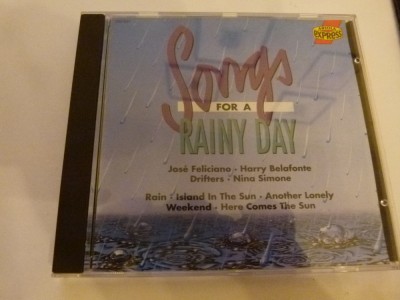 EXPRESS
Songs
FOR A
RAINY DAY
José Feliciano - Harry Belafonte
Drifters - Nina Simone
Rain - Island In The Sun - Another Lonely
Weekend - Here Comes The Sun